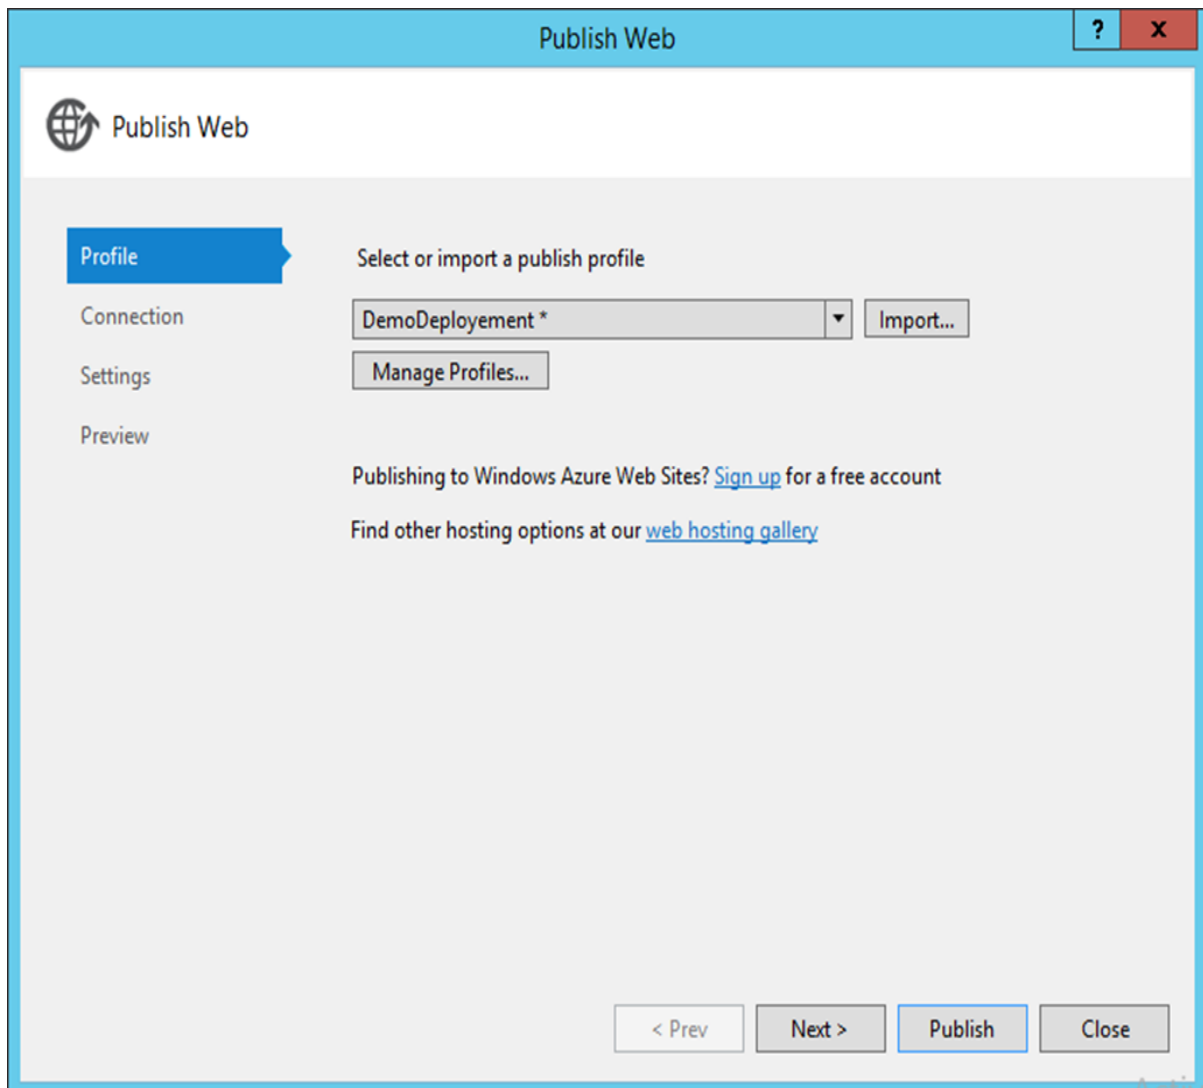 Publish Web
? x
Publish Web
Profile
Select or import a publish profile
DemoDeployement * Import...
Connection
Manage Profiles...
Settings
Preview
Publishing to Windows Azure Web Sites? Sign up for a free account
Find other hosting options at our web hosting gallery
< Prev Next > Publish Close